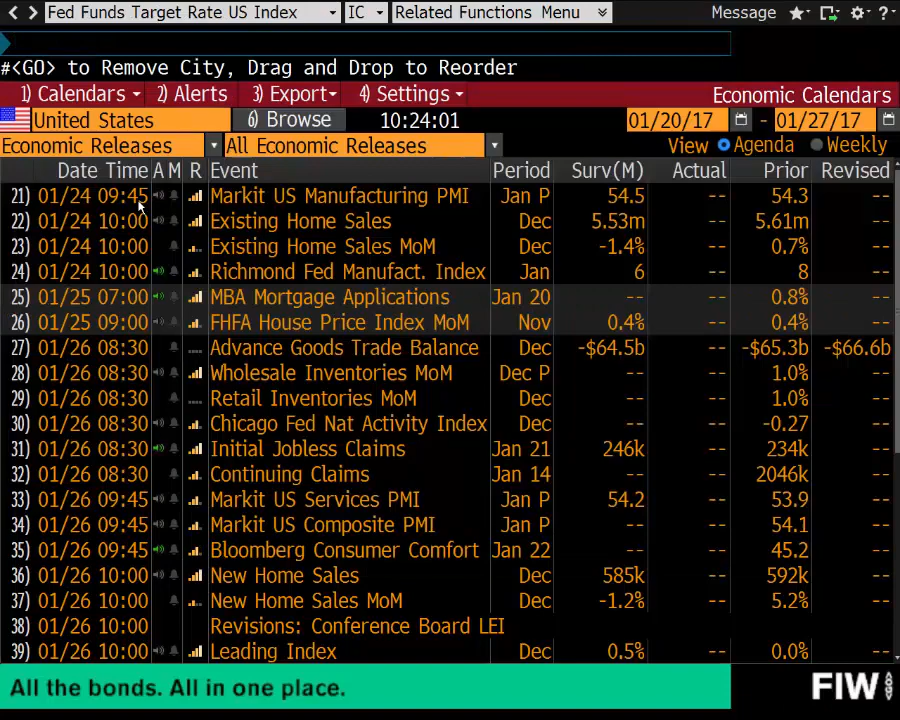 Fed Funds Target Rate US Index IC Related Functions Menu Message
#<GO> to Remove City, Drag and Drop to Reorder
1) Calendars 2) Alerts 3) Export 4) Settings Economic Calendars
United States 6) Browse 10:24:01 01/20/17 - 01/27/17
Economic Releases All Economic Releases View Agenda Weekly
Date Time A M R Event Period Surv(M) Actual Prior Revised
21) 01/24 09:45 Markit US Manufacturing PMI Jan P 54.5 -- 54.3
22) 01/24 10:00 Existing Home Sales Dec 5.53m -- 5.61m --
23) 01/24 10:00 Existing Home Sales MoM Dec -1.4% -- 0.7% --
24) 01/24 10:00 Richmond Fed Manufact. Index Jan 6 -- 8 --
25) 01/25 07:00 MBA Mortgage Applications Jan 20 -- -- 0.8% --
26) 01/25 09:00 FHFA House Price Index MoM Nov 0.4% -- 0.4% --
27) 01/26 08:30 Advance Goods Trade Balance Dec -$64.5b -- -$65.3b -$66.6b
28) 01/26 08:30 Wholesale Inventories MoM Dec P -- -- 1.0% --
29) 01/26 08:30 Retail Inventories MoM Dec -- -- 1.0% --
30) 01/26 08:30 Chicago Fed Nat Activity Index Dec -- -- -0.27 --
31) 01/26 08:30 Initial Jobless Claims Jan 21 246k -- 234k --
32) 01/26 08:30 Continuing Claims Jan 14 -- -- 2046k --
33) 01/26 09:45 Markit US Services PMI Jan P 54.2 -- 53.9 --
34) 01/26 09:45 Markit US Composite PMI Jan P -- -- 54.1 --
35) 01/26 09:45 Bloomberg Consumer Comfort Jan 22 -- -- 45.2 --
36) 01/26 10:00 New Home Sales Dec 585k -- 592k --
37) 01/26 10:00 New Home Sales MoM Dec -1.2% -- 5.2% --
38) 01/26 10:00 Revisions: Conference Board LEI
39) 01/26 10:00 Leading Index Dec 0.5% -- 0.0% --
All the bonds. All in one place.
FIW